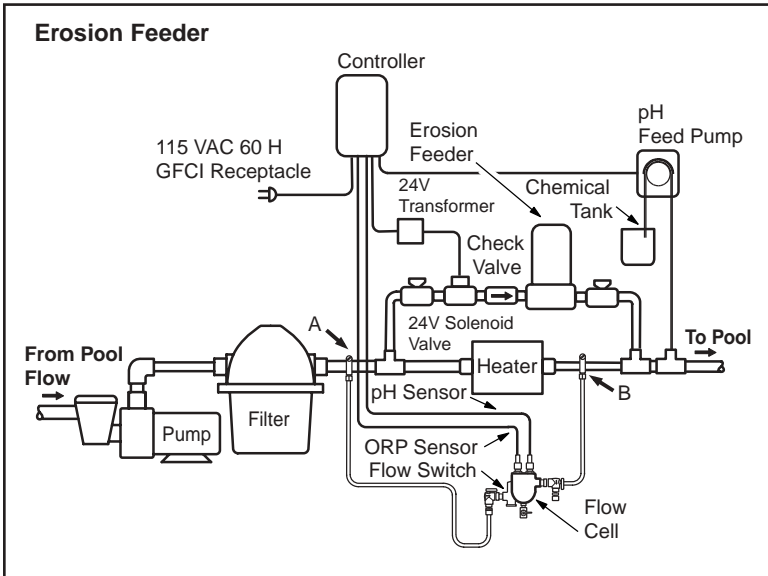 Erosion Feeder
Controller
115 VAC 60 H
GFCI Receptacle
Erosion
Feeder
pH
Feed Pump
24V
Transformer
Chemical
Tank
Check
Valve
24V Solenoid
Valve
A
From Pool
Flow
To Pool
Heater
B
pH Sensor
Filter
Pump
ORP Sensor
Flow Switch
Flow
Cell